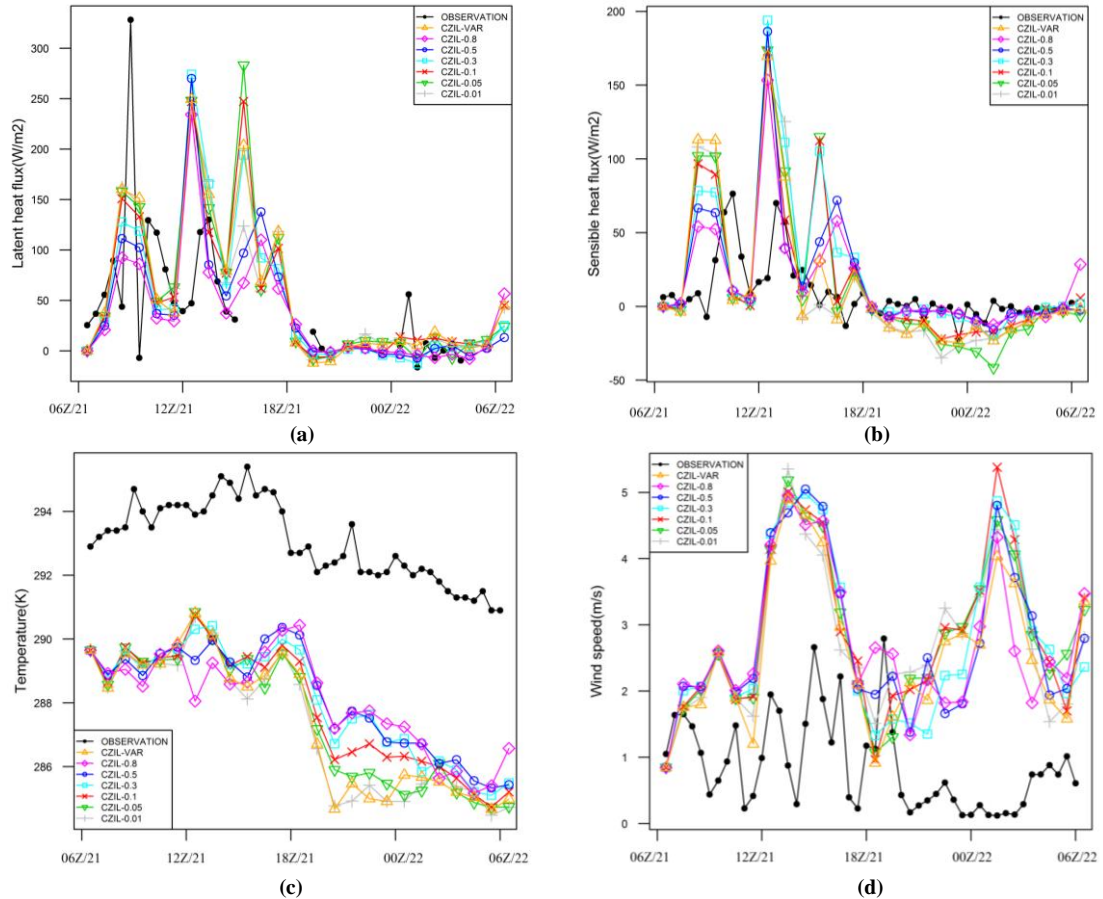 OBSERVATION
CZIL-VAR
CZIL-0.8
CZIL-0.5
CZIL-0.3
CZIL-0.1
CZIL-0.05
CZIL-0.01
Latent heat flux(W/m2)
300
250
200
150
100
50
0
06Z/21 12Z/21 18Z/21 00Z/22 06Z/22
(a)
OBSERVATION
CZIL-VAR
CZIL-0.8
CZIL-0.5
CZIL-0.3
CZIL-0.1
CZIL-0.05
CZIL-0.01
Sensible heat flux(W/m2)
200
150
100
50
0
-50
06Z/21 12Z/21 18Z/21 00Z/22 06Z/22
(b)
Temperature(K)
294
292
290
288
286
OBSERVATION
CZIL-VAR
CZIL-0.8
CZIL-0.5
CZIL-0.3
CZIL-0.1
CZIL-0.05
CZIL-0.01
06Z/21 12Z/21 18Z/21 00Z/22 06Z/22
(c)
OBSERVATION
CZIL-VAR
CZIL-0.8
CZIL-0.5
CZIL-0.3
CZIL-0.1
CZIL-0.05
CZIL-0.01
Wind speed(m/s)
5
4
3
2
1
0
06Z/21 12Z/21 18Z/21 00Z/22 06Z/22
(d)